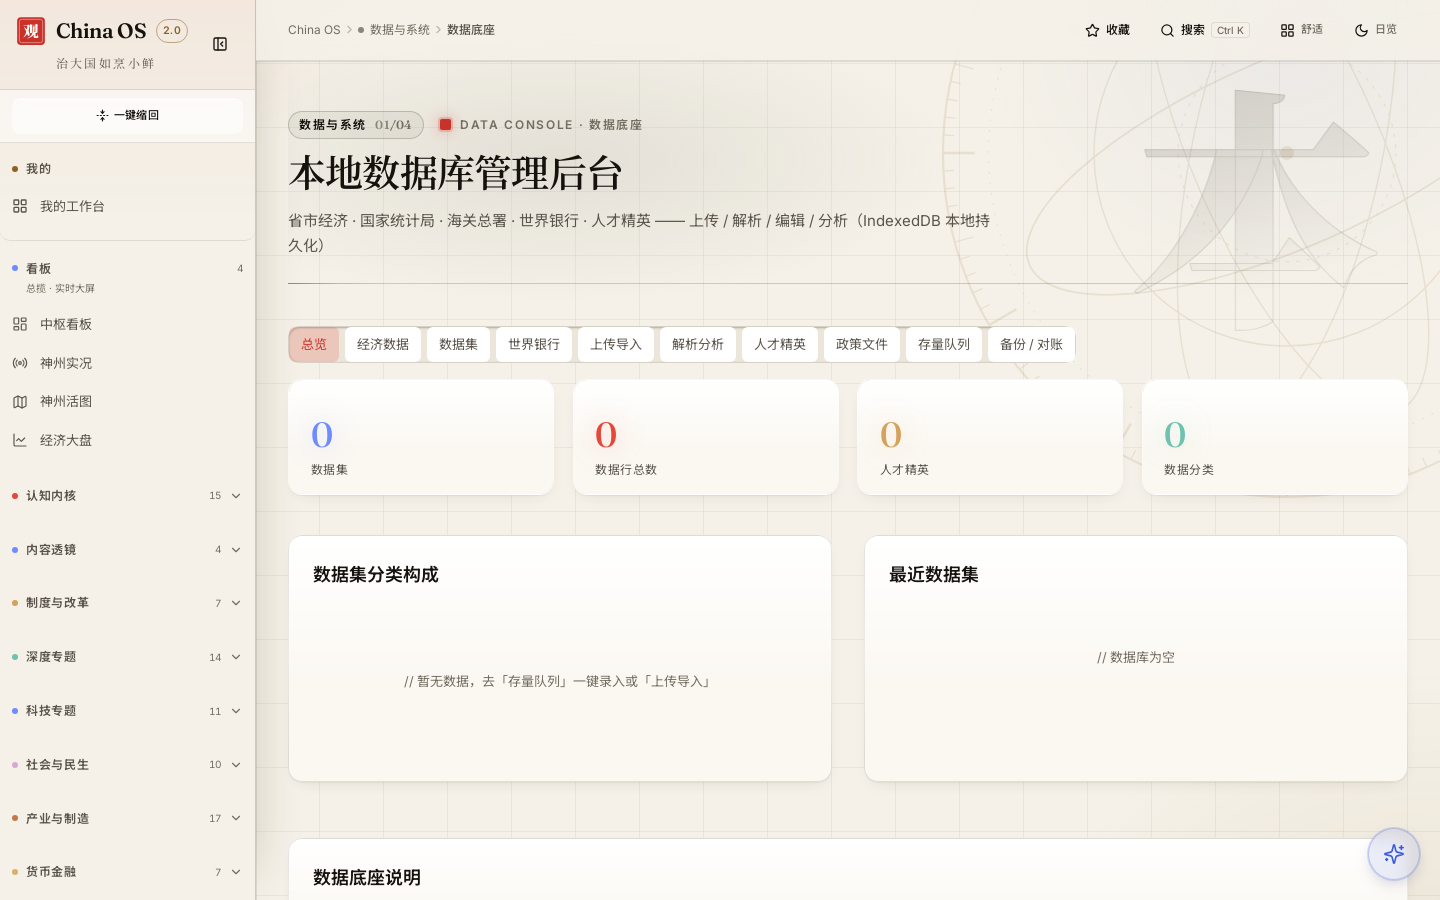 观 China OS 2.0
治大国如烹小鲜
一键缩回
我的
我的工作台
看板 4
总揽 · 实时大屏
中枢看板
神州实况
神州活图
经济大盘
认知内核 15
内容透镜 4
制度与改革 7
深度专题 14
科技专题 11
社会与民生 10
产业与制造 17
货币金融 7
China OS > 数据与系统 > 数据底座
收藏 搜索 Ctrl K 舒适 日览
数据与系统 01/04 DATA CONSOLE · 数据底座
本地数据库管理后台
省市经济 · 国家统计局 · 海关总署 · 世界银行 · 人才精英 —— 上传 / 解析 / 编辑 / 分析（IndexedDB 本地持
久化）
总览 经济数据 数据集 世界银行 上传导入 解析分析 人才精英 政策文件 存量队列 备份 / 对账
0 0 0 0
数据集 数据行总数 人才精英 数据分类
数据集分类构成
// 暂无数据，去「存量队列」一键录入或「上传导入」
最近数据集
// 数据库为空
数据底座说明